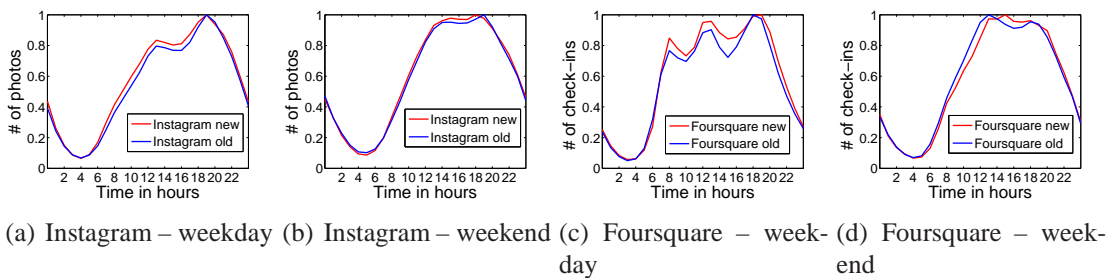 # of photos
1
0.8
0.6
0.4
0.2
0
Instagram new
Instagram old
2 4 6 8 10 12 14 16 18 20 22
Time in hours
# of photos
1
0.8
0.6
0.4
0.2
0
Instagram new
Instagram old
2 4 6 8 10 12 14 16 18 20 22
Time in hours
# of check−ins
1
0.8
0.6
0.4
0.2
0
Foursquare new
Foursquare old
2 4 6 8 10 12 14 16 18 20 22
Time in hours
# of check−ins
1
0.8
0.6
0.4
0.2
0
Foursquare new
Foursquare old
2 4 6 8 10 12 14 16 18 20 22
Time in hours
(a) Instagram – weekday
(b) Instagram – weekend
(c) Foursquare – week-
day
(d) Foursquare – week-
end